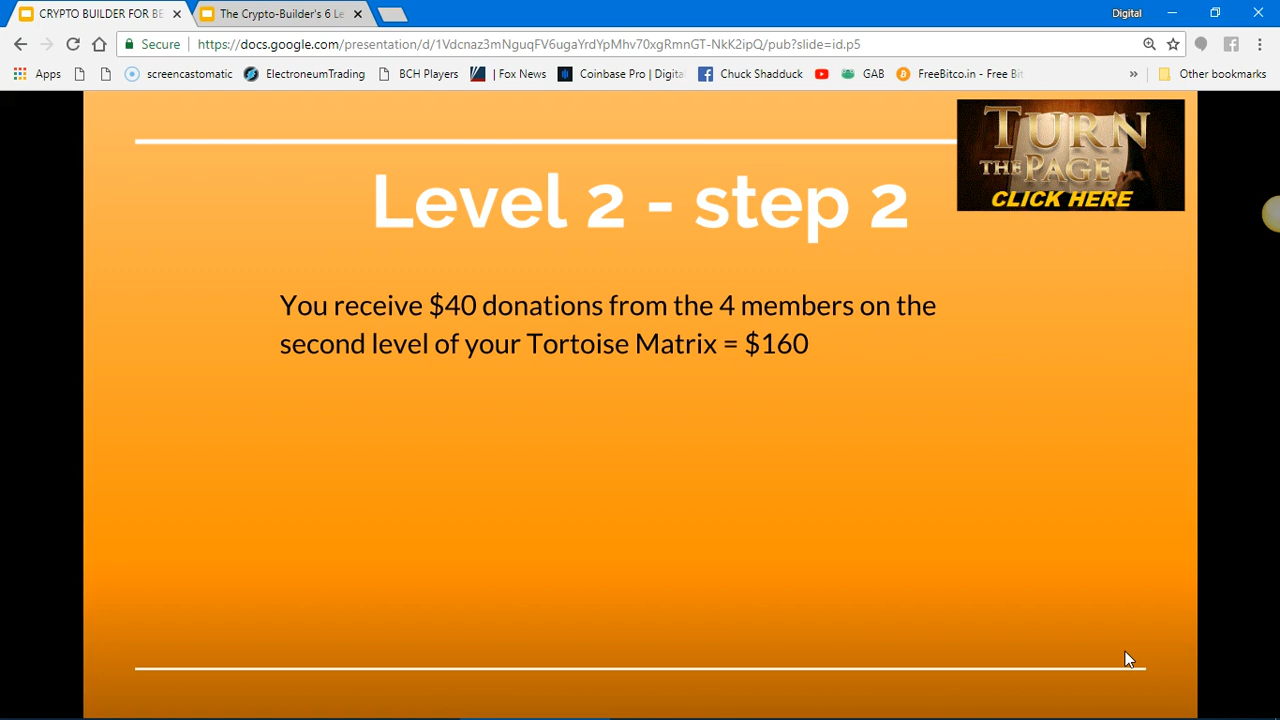 CRYPTO BUILDER FOR BE
The Crypto-Builder's 6 Le
Digital
Secure
https://docs.google.com/presentation/d/1Vdcnaz3mNguqFV6ugaYrdYpMhv70xgRmnGT-NkK2ipQ/pub?slide=id.p5
Apps
screencastomatic
ElectroneumTrading
BCH Players
| Fox News
Coinbase Pro | Digita
Chuck Shadduck
GAB
FreeBitco.in - Free Bit
»
Other bookmarks
TURN
THE PAGE
CLICK HERE
Level 2 - step 2
You receive $40 donations from the 4 members on the
second level of your Tortoise Matrix = $160